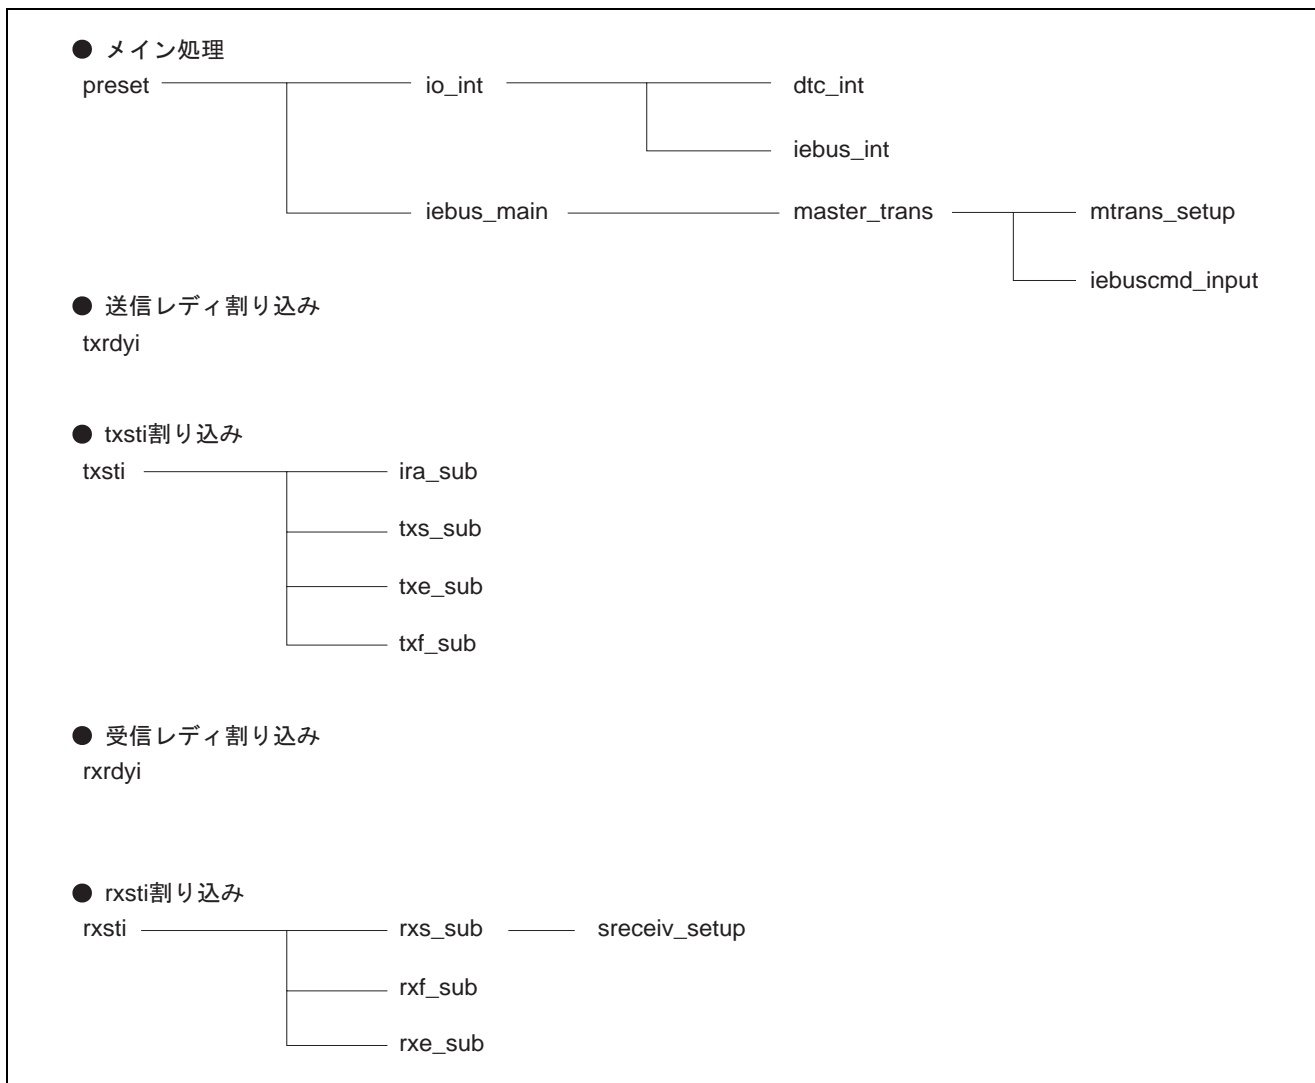 ● メイン処理
preset io_int dtc_int
iebus_int
iebus_main master_trans mtrans_setup
iebuscmd_input
● 送信レディ割り込み
txrdyi
● txsti割り込み
txsti ira_sub
txs_sub
txe_sub
txf_sub
● 受信レディ割り込み
rxrdyi
● rxsti割り込み
rxsti rxs_sub sreceiv_setup
rxf_sub
rxe_sub